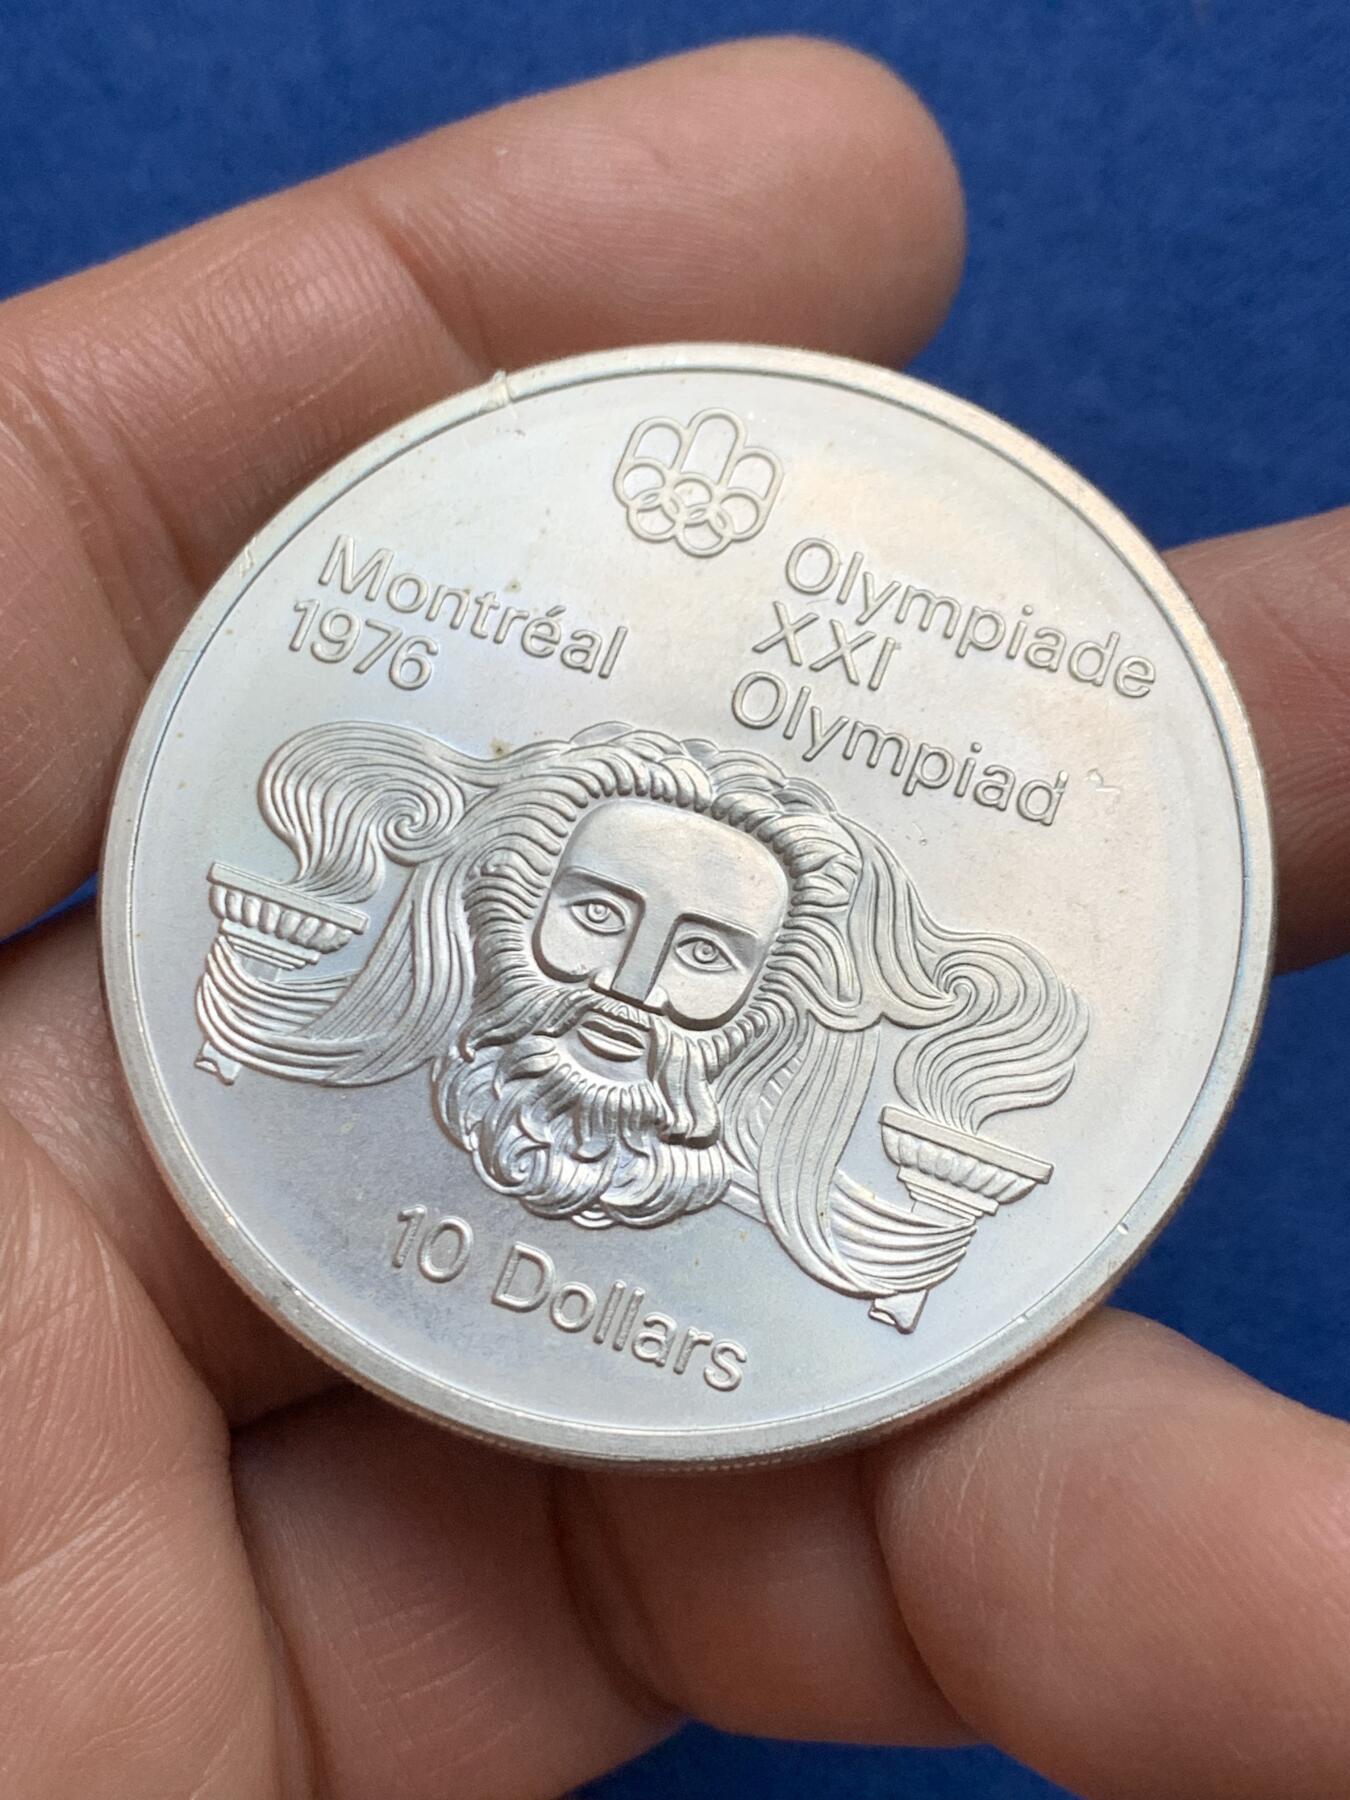 Montréal
1976
Olympiade
XXI
Olympiad
10 Dollars